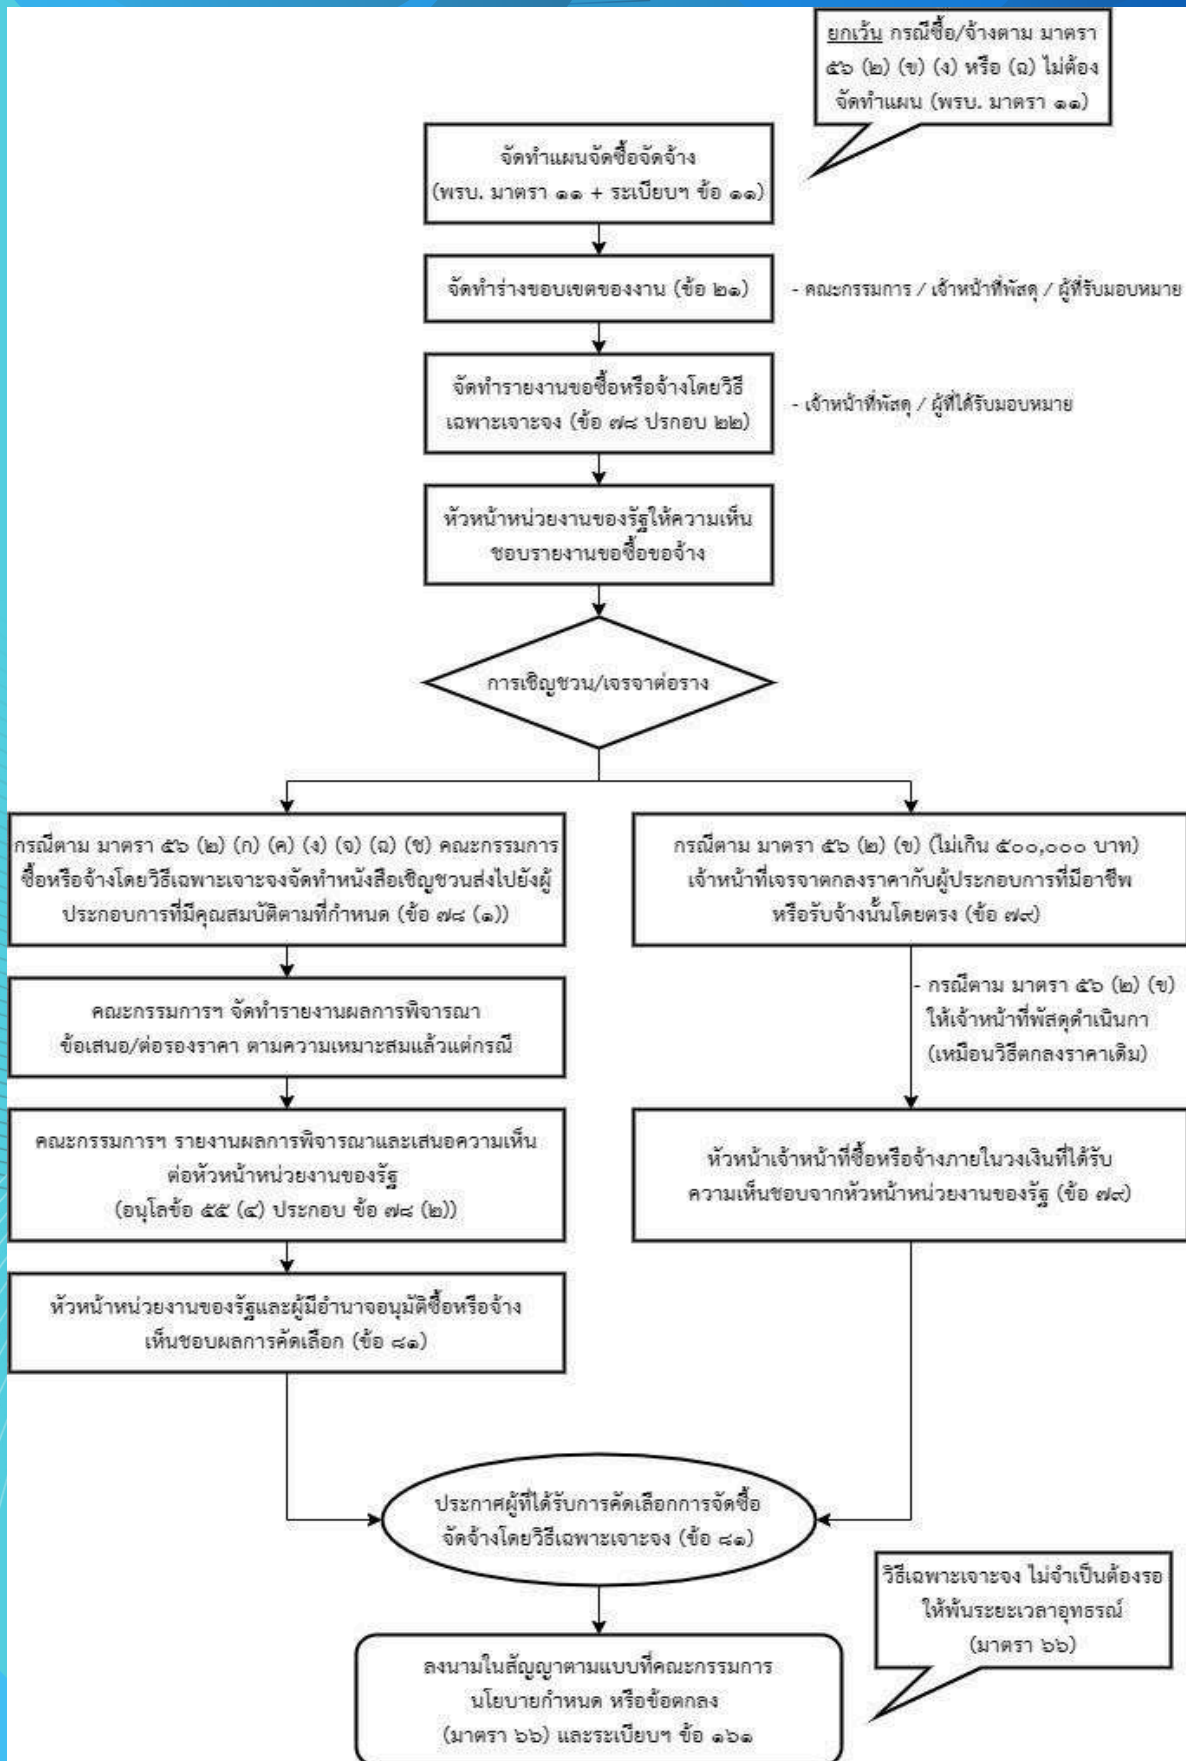 ยกเว้น กรณีซื้อ/จ้างตาม มาตรา
๕๖ (๒) (ข) (ง) หรือ (ฉ) ไม่ต้อง
จัดทำแผน (พรบ. มาตรา ๑๑)
จัดทำแผนจัดซื้อจัดจ้าง
(พรบ. มาตรา ๑๑ + ระเบียบฯ ข้อ ๑๑)
จัดทำร่างขอบเขตของงาน (ข้อ ๒๑)
- คณะกรรมการ / เจ้าหน้าที่พัสดุ / ผู้ที่รับมอบหมาย
จัดทำรายงานขอซื้อหรือจ้างโดยวิธี
เฉพาะเจาะจง (ข้อ ๗๘ ปรกอบ ๒๒)
- เจ้าหน้าที่พัสดุ / ผู้ที่ได้รับมอบหมาย
หัวหน้าหน่วยงานของรัฐให้ความเห็น
ชอบรายงานขอซื้อขอจ้าง
การเชิญชวน/เจรจาต่อราง
กรณีตาม มาตรา ๕๖ (๒) (ก) (ค) (ง) (จ) (ฉ) (ช) คณะกรรมการ
ซื้อหรือจ้างโดยวิธีเฉพาะเจาะจงจัดทำหนังสือเชิญชวนส่งไปยังผู้
ประกอบการที่มีคุณสมบัติตามที่กำหนด (ข้อ ๗๘ (๑))
กรณีตาม มาตรา ๕๖ (๒) (ข) (ไม่เกิน ๕๐๐,๐๐๐ บาท)
เจ้าหน้าที่เจรจาตกลงราคากับผู้ประกอบการที่มีอาชีพ
หรือรับจ้างนั้นโดยตรง (ข้อ ๗๙)
คณะกรรมการฯ จัดทำรายงานผลการพิจารณา
ข้อเสนอ/ต่อรองราคา ตามความเหมาะสมแล้วแต่กรณี
- กรณีตาม มาตรา ๕๖ (๒) (ข)
ให้เจ้าหน้าที่พัสดุดำเนินกา
(เหมือนวิธีตกลงราคาเดิม)
คณะกรรมการฯ รายงานผลการพิจารณาและเสนอความเห็น
ต่อหัวหน้าหน่วยงานของรัฐ
(อนุโลข้อ ๕๕ (๔) ประกอบ ข้อ ๗๘ (๒))
หัวหน้าเจ้าหน้าที่ซื้อหรือจ้างภายในวงเงินที่ได้รับ
ความเห็นชอบจากหัวหน้าหน่วยงานของรัฐ (ข้อ ๗๙)
หัวหน้าหน่วยงานของรัฐและผู้มีอำนาจอนุมัติซื้อหรือจ้าง
เห็นชอบผลการคัดเลือก (ข้อ ๘๑)
ประกาศผู้ที่ได้รับการคัดเลือกการจัดซื้อ
จัดจ้างโดยวิธีเฉพาะเจาะจง (ข้อ ๘๑)
วิธีเฉพาะเจาะจง ไม่จำเป็นต้องรอ
ให้พ้นระยะเวลาอุทธรณ์
(มาตรา ๖๖)
ลงนามในสัญญาตามแบบที่คณะกรรมการ
นโยบายกำหนด หรือข้อตกลง
(มาตรา ๖๖) และระเบียบฯ ข้อ ๑๖๑